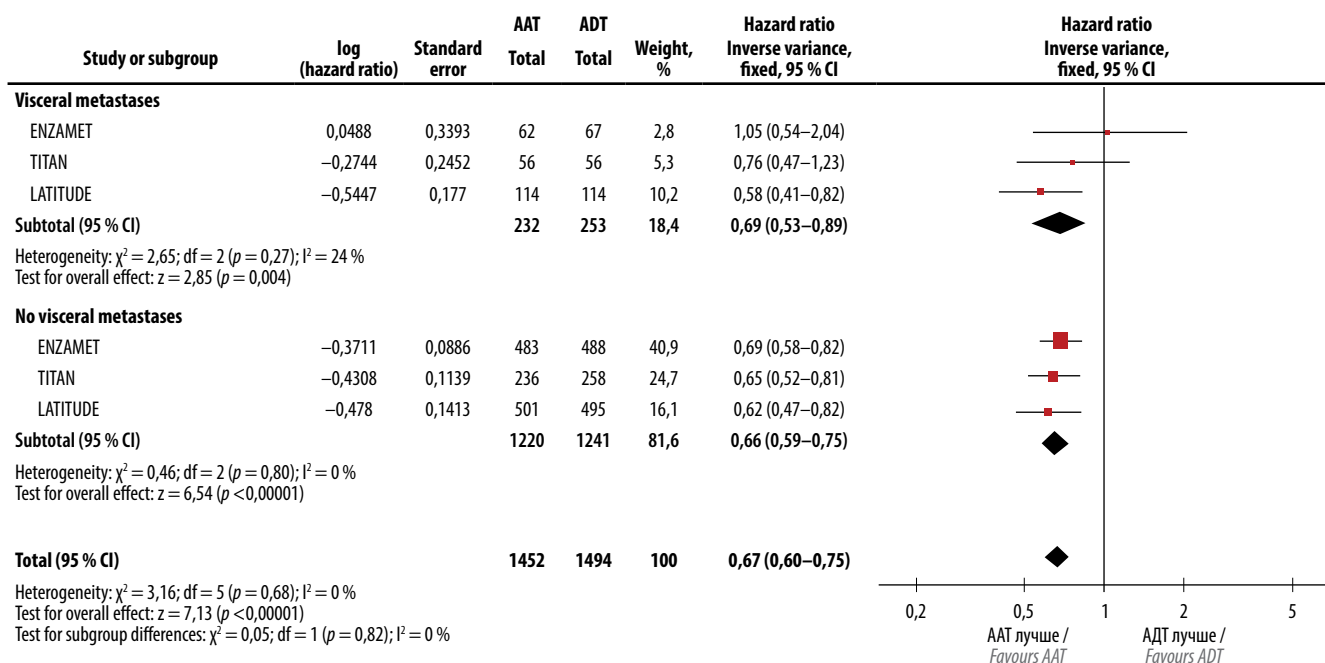 Study or subgroup log (hazard ratio) Standard error AAT Total ADT Total Weight, % Hazard ratio Inverse variance, fixed, 95 % CI Hazard ratio Inverse variance, fixed, 95 % CI
Visceral metastases
ENZAMET 0,0488 0,3393 62 67 2,8 1,05 (0,54–2,04)
TITAN –0,2744 0,2452 56 56 5,3 0,76 (0,47–1,23)
LATITUDE –0,5447 0,177 114 114 10,2 0,58 (0,41–0,82)
Subtotal (95 % CI) 232 253 18,4 0,69 (0,53–0,89)
Heterogeneity: χ² = 2,65; df = 2 (p = 0,27); I² = 24 %
Test for overall effect: z = 2,85 (p = 0,004)
No visceral metastases
ENZAMET –0,3711 0,0886 483 488 40,9 0,69 (0,58–0,82)
TITAN –0,4308 0,1139 236 258 24,7 0,65 (0,52–0,81)
LATITUDE –0,478 0,1413 501 495 16,1 0,62 (0,47–0,82)
Subtotal (95 % CI) 1220 1241 81,6 0,66 (0,59–0,75)
Heterogeneity: χ² = 0,46; df = 2 (p = 0,80); I² = 0 %
Test for overall effect: z = 6,54 (p <0,00001)
Total (95 % CI) 1452 1494 100 0,67 (0,60–0,75)
Heterogeneity: χ² = 3,16; df = 5 (p = 0,68); I² = 0 %
Test for overall effect: z = 7,13 (p <0,00001)
Test for subgroup differences: χ² = 0,05; df = 1 (p = 0,82); I² = 0 %
0,2 0,5 1 2 5
ААТ лучше / АДТ лучше /
Favours AAT Favours ADT